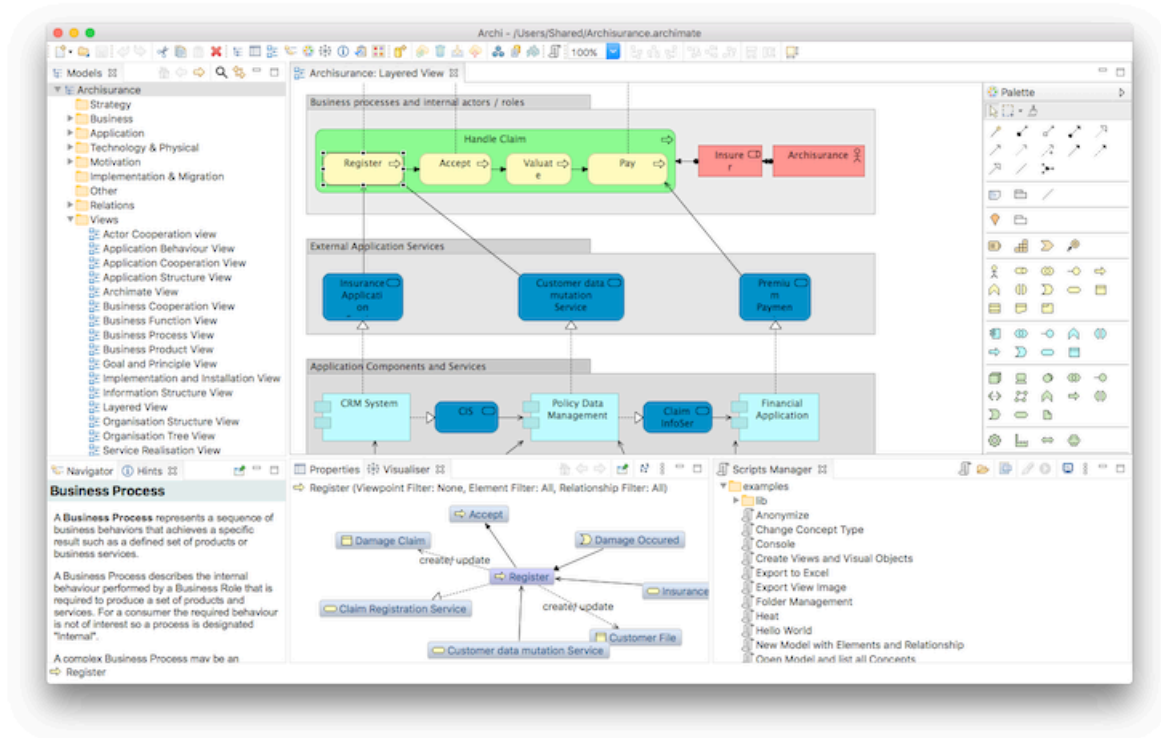 Archi - /Users/Shared/Archisurance.archimate
100%
Models
Archisurance
Strategy
Business
Application
Technology & Physical
Motivation
Implementation & Migration
Other
Relations
Views
Actor Cooperation view
Application Behaviour View
Application Cooperation View
Application Structure View
Archimate View
Business Cooperation View
Business Function View
Business Process View
Business Product View
Goal and Principle View
Implementation and Installation View
Information Structure View
Layered View
Organisation Structure View
Organisation Tree View
Service Realisation View
Archisurance: Layered View
Business processes and internal actors / roles
Handle Claim
Register
Accept
Valuat
e
Pay
Insure
r
Archisurance
External Application Services
Insurance
Applicati
on
Customer data
mutation
Service
Premiu
m
Paymen
Application Components and Services
CRM System
CIS
Policy Data
Management
Claim
InfoSer
Financial
Application
Palette
Navigator
Hints
Business Process
A Business Process represents a sequence of
business behaviors that achieves a specific
result such as a defined set of products or
business services.
A Business Process describes the internal
behaviour performed by a Business Role that is
required to produce a set of products and
services. For a consumer the required behaviour
is not of interest so a process is designated
"Internal".
A complex Business Process may be an
Register
Properties
Visualiser
Register (Viewpoint Filter: None, Element Filter: All, Relationship Filter: All)
Accept
Damage Claim
Damage Occured
create/ update
Register
Insurance
Claim Registration Service
create/ update
Customer File
Customer data mutation Service
Scripts Manager
examples
lib
Anonymize
Change Concept Type
Console
Create Views and Visual Objects
Export to Excel
Export View Image
Folder Management
Heat
Hello World
New Model with Elements and Relationship
Open Model and list all Concepts